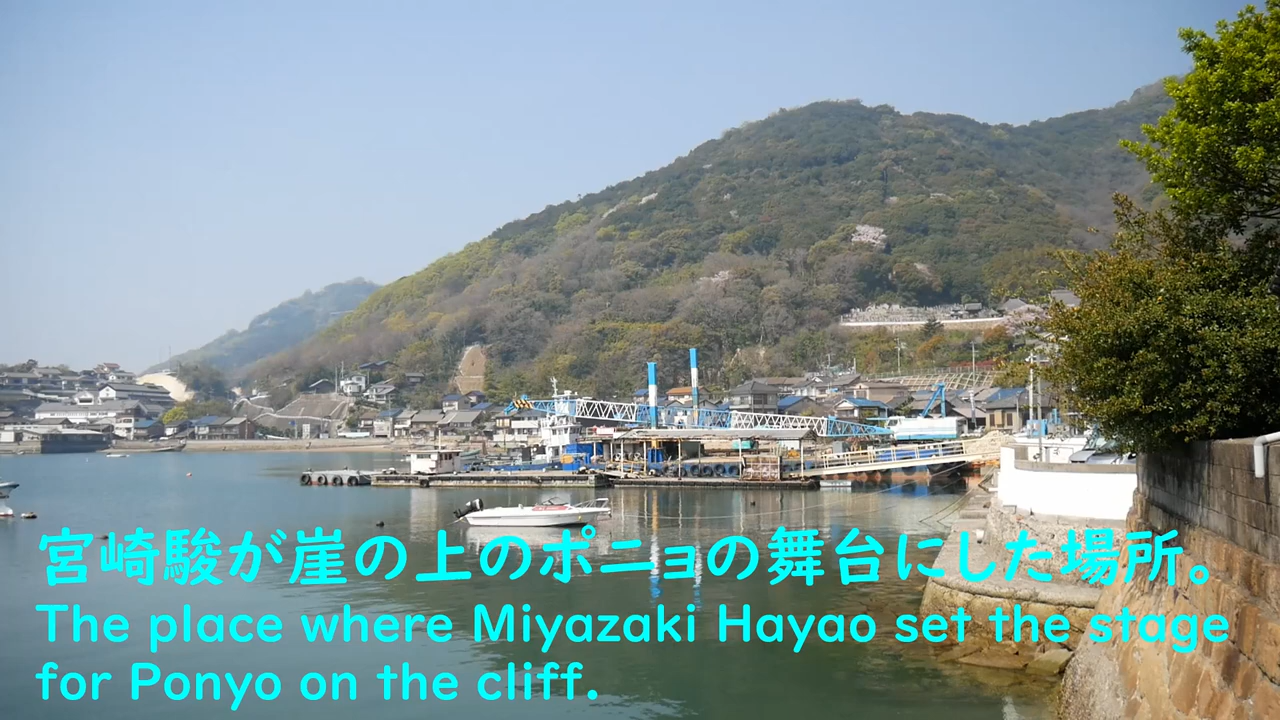 宮崎駿が崖の上のポニョの舞台にした場所。
The place where Miyazaki Hayao set the stage
for Ponyo on the cliff.